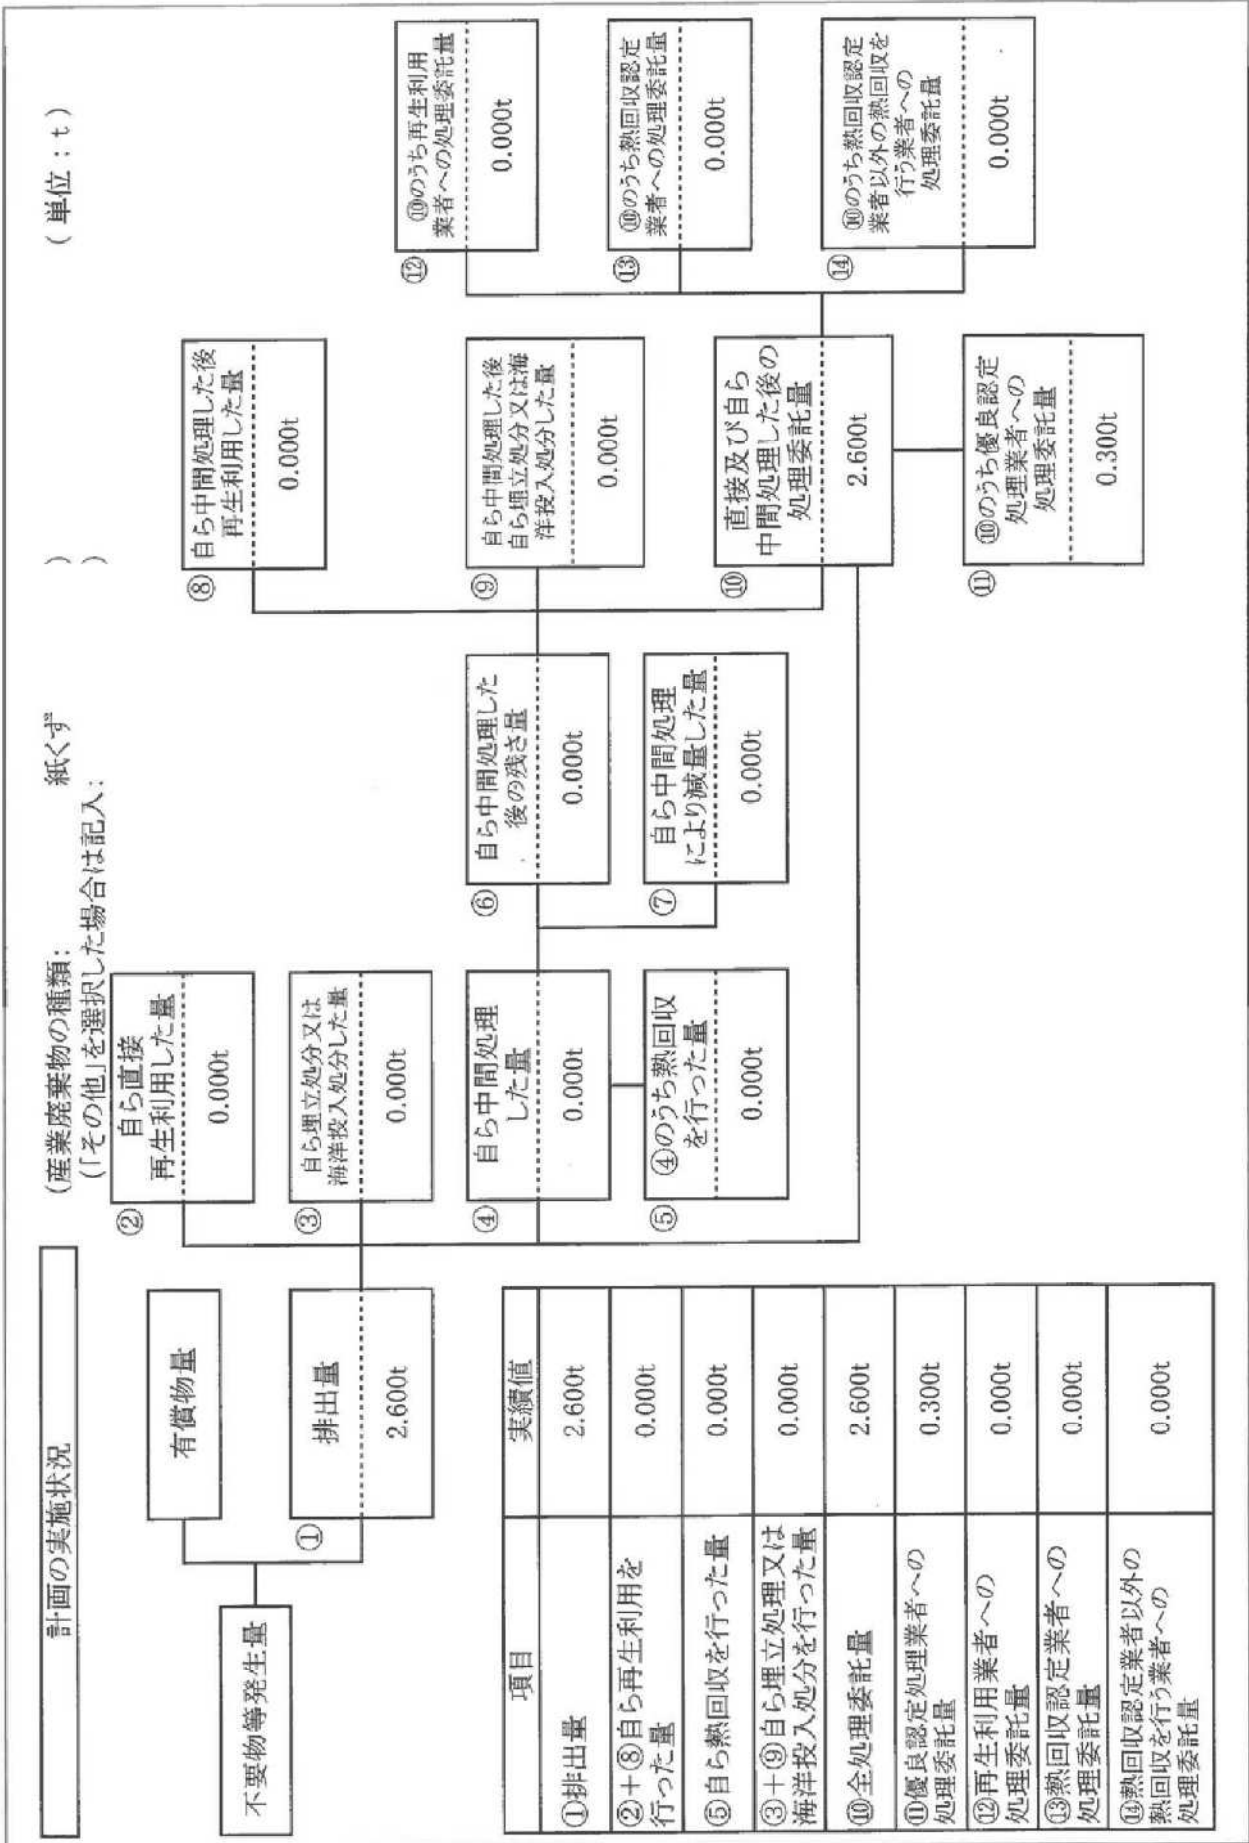 計画の実施状況
(産業廃棄物の種類: 紙くず )
(「その他」を選択した場合は記入: )
(単位:t)
不要物等発生量
有償物量
①
排出量
2.600t
②
自ら直接
再生利用した量
0.000t
③
自ら埋立処分又は
海洋投入処分した量
0.000t
④
自ら中間処理
した量
0.000t
⑤
④のうち熱回収
を行った量
0.000t
⑥
自ら中間処理した
後の残さ量
0.000t
⑦
自ら中間処理
により減量した量
0.000t
⑧
自ら中間処理した後
再生利用した量
0.000t
⑨
自ら中間処理した後
自ら埋立処分又は海
洋投入処分した量
0.000t
⑩
直接及び自ら
中間処理した後の
処理委託量
2.600t
⑪
⑩のうち優良認定
処理業者への
処理委託量
0.300t
⑫
⑩のうち再生利用
業者への処理委託量
0.000t
⑬
⑩のうち熱回収認定
業者への処理委託量
0.000t
⑭
⑩のうち熱回収認定
業者以外の熱回収を
行う業者への
処理委託量
0.000t
項目 実績値
①排出量 2.600t
②+⑧自ら再生利用を
行った量 0.000t
⑤自ら熱回収を行った量 0.000t
③+⑨自ら埋立処理又は
海洋投入処分を行った量 0.000t
⑩全処理委託量 2.600t
⑪優良認定処理業者への
処理委託量 0.300t
⑫再生利用業者への
処理委託量 0.000t
⑬熱回収認定業者への
処理委託量 0.000t
⑭熱回収認定業者以外の
熱回収を行う業者への
処理委託量 0.000t